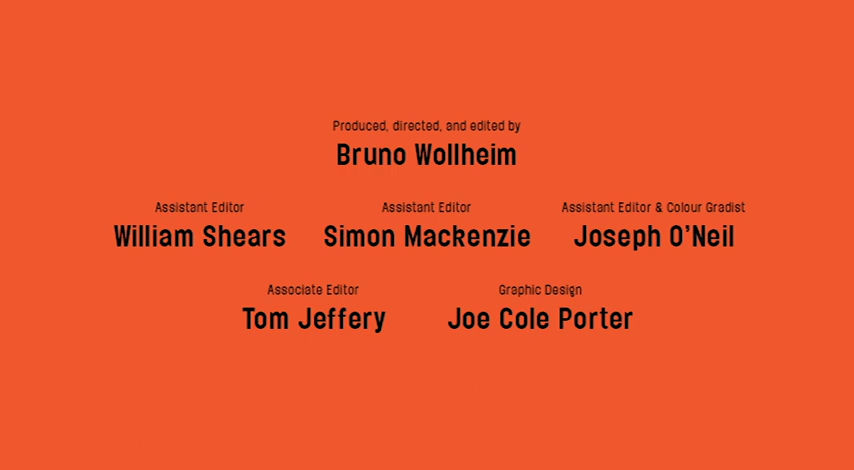 Produced, directed, and edited by
Bruno Wollheim
Assistant Editor
William Shears
Assistant Editor
Simon Mackenzie
Assistant Editor & Colour Gradist
Joseph O'Neil
Associate Editor
Tom Jeffery
Graphic Design
Joe Cole Porter